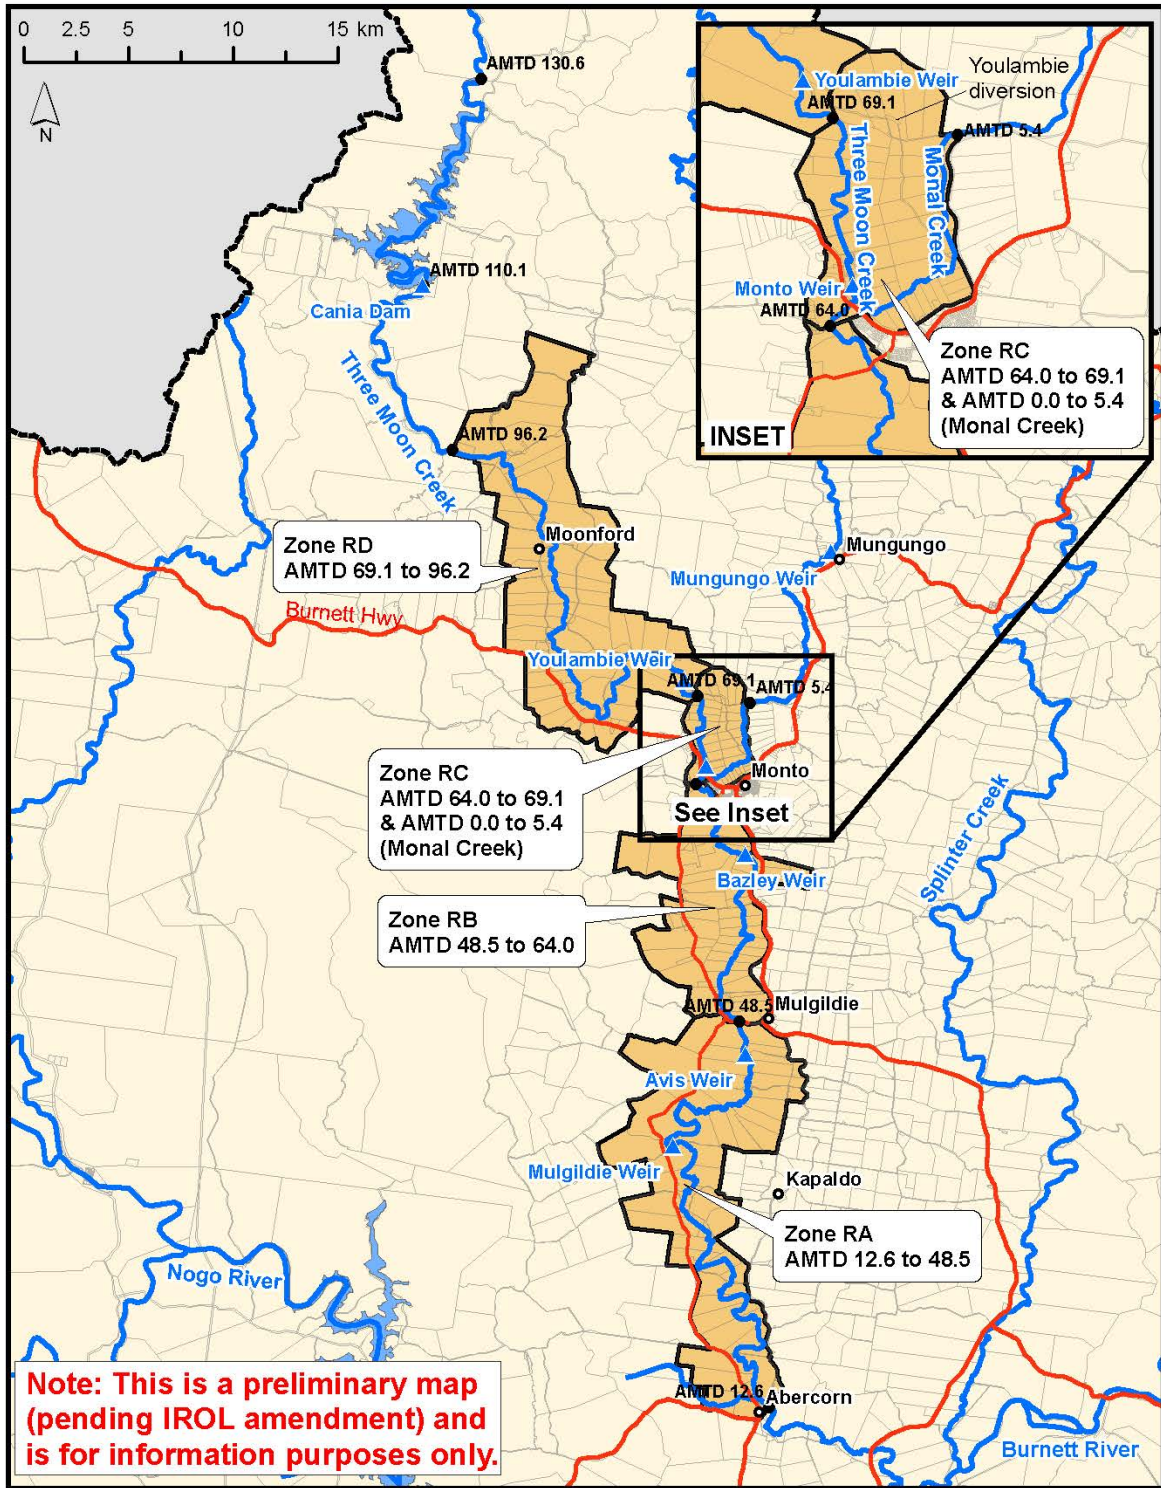 0 2.5 5 10 15 km
N
AMTD 130.6
AMTD 110.1
Cania Dam
Three Moon Creek
AMTD 96.2
Youlambie Weir
Youlambie
diversion
AMTD 69.1
AMTD 5.4
Three Moon Creek
Monal Creek
Monto Weir
AMTD 64.0
Zone RC
AMTD 64.0 to 69.1
& AMTD 0.0 to 5.4
(Monal Creek)
INSET
Moonford
Zone RD
AMTD 69.1 to 96.2
Burnett Hwy
Mungungo
Mungungo Weir
Youlambie Weir
AMTD 69.1
AMTD 5.4
Zone RC
AMTD 64.0 to 69.1
& AMTD 0.0 to 5.4
(Monal Creek)
Monto
See Inset
Splinter Creek
Bazley Weir
Zone RB
AMTD 48.5 to 64.0
AMTD 48.5
Mulgildie
Avis Weir
Mulgildie Weir
Kapaldo
Zone RA
AMTD 12.6 to 48.5
Nogo River
AMTD 12.6
Abercorn
Burnett River
Note: This is a preliminary map
(pending IROL amendment) and
is for information purposes only.